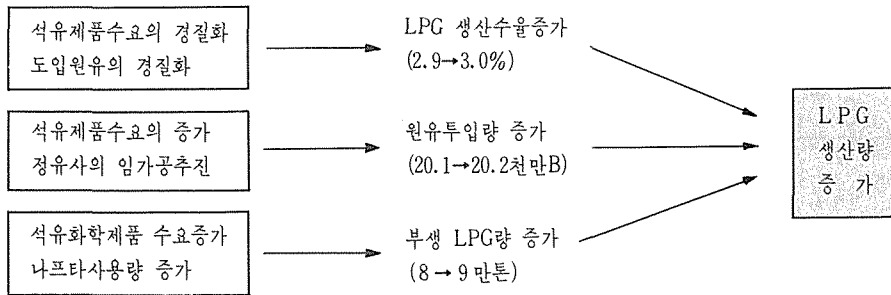 석유제품수요의 경질화
도입원유의 경질화
LPG 생산수율증가
(2.9→3.0%)
석유제품수요의 증가
정유사의 임가공추진
원유투입량 증가
(20.1→20.2천만B)
석유화학제품 수요증가
나프타사용량 증가
부생 LPG량 증가
(8→9만톤)
LPG
생산량
증 가